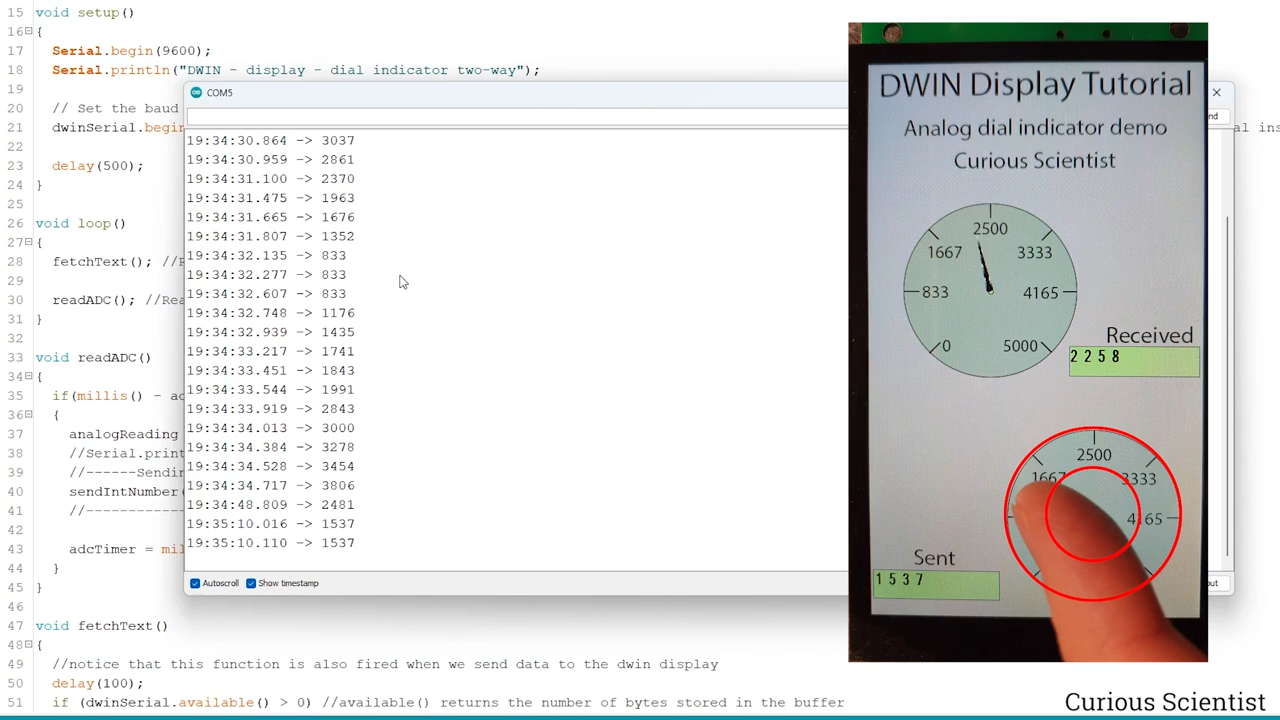 15 void setup()
16 {
17 Serial.begin(9600);
18 Serial.println("DWIN - display - dial indicator two-way");
19
20 // Set the baud
21 dwinSerial.begin
22
23 delay(500);
24 }
25
26 void loop()
27 {
28 fetchText(); //
29
30 readADC(); //Rea
31 }
32
33 void readADC()
34 {
35 if(millis() - ad
36 {
37 analogReading
38 //Serial.print
39 //------Sendin
40 sendIntNumber(
41 //------------
42
43 adcTimer = mil
44 }
45 }
46
47 void fetchText()
48 {
49 //notice that this function is also fired when we send data to the dwin display
50 delay(100);
51 if (dwinSerial.available() > 0) //available() returns the number of bytes stored in the buffer
COM5
nd
al ins
19:34:30.864 -> 3037
19:34:30.959 -> 2861
19:34:31.100 -> 2370
19:34:31.475 -> 1963
19:34:31.665 -> 1676
19:34:31.807 -> 1352
19:34:32.135 -> 833
19:34:32.277 -> 833
19:34:32.607 -> 833
19:34:32.748 -> 1176
19:34:32.939 -> 1435
19:34:33.217 -> 1741
19:34:33.451 -> 1843
19:34:33.544 -> 1991
19:34:33.919 -> 2843
19:34:34.013 -> 3000
19:34:34.384 -> 3278
19:34:34.528 -> 3454
19:34:34.717 -> 3806
19:34:48.809 -> 2481
19:35:10.016 -> 1537
19:35:10.110 -> 1537
Autoscroll Show timestamp
out
DWIN Display Tutorial
Analog dial indicator demo
Curious Scientist
2500
1667 3333
833 4165
0 5000
Received
2258
2500
1667 3333
4165
Sent
1537
Curious Scientist